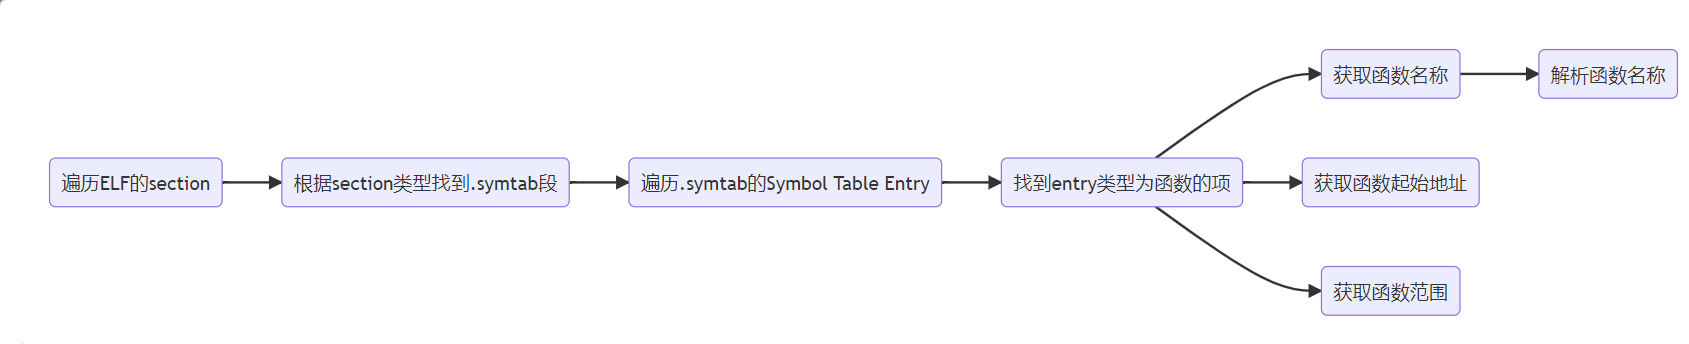 遍历ELF的section
根据section类型找到.symtab段
遍历.symtab的Symbol Table Entry
找到entry类型为函数的项
获取函数名称
解析函数名称
获取函数起始地址
获取函数范围